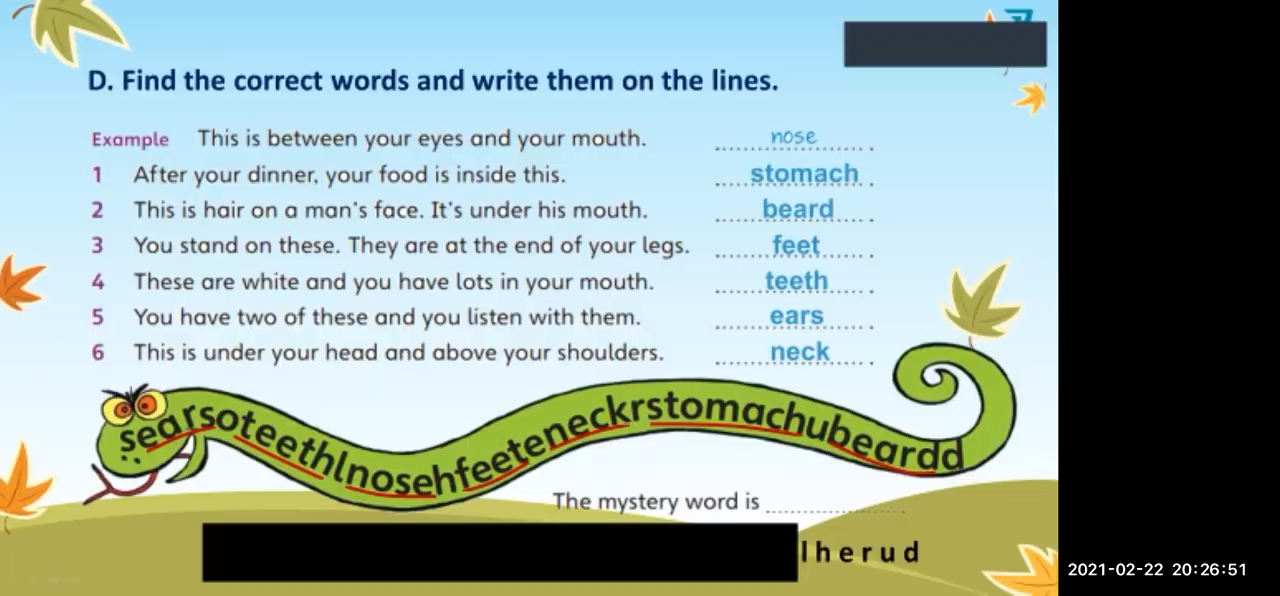 D. Find the correct words and write them on the lines.
Example This is between your eyes and your mouth. nose
1 After your dinner, your food is inside this. stomach
2 This is hair on a man's face. It's under his mouth. beard
3 You stand on these. They are at the end of your legs. feet
4 These are white and you have lots in your mouth. teeth
5 You have two of these and you listen with them. ears
6 This is under your head and above your shoulders. neck
searsoteethlnosehfeeteneckrstomachubeardd
The mystery word is
l h e r u d
2021-02-22 20:26:51